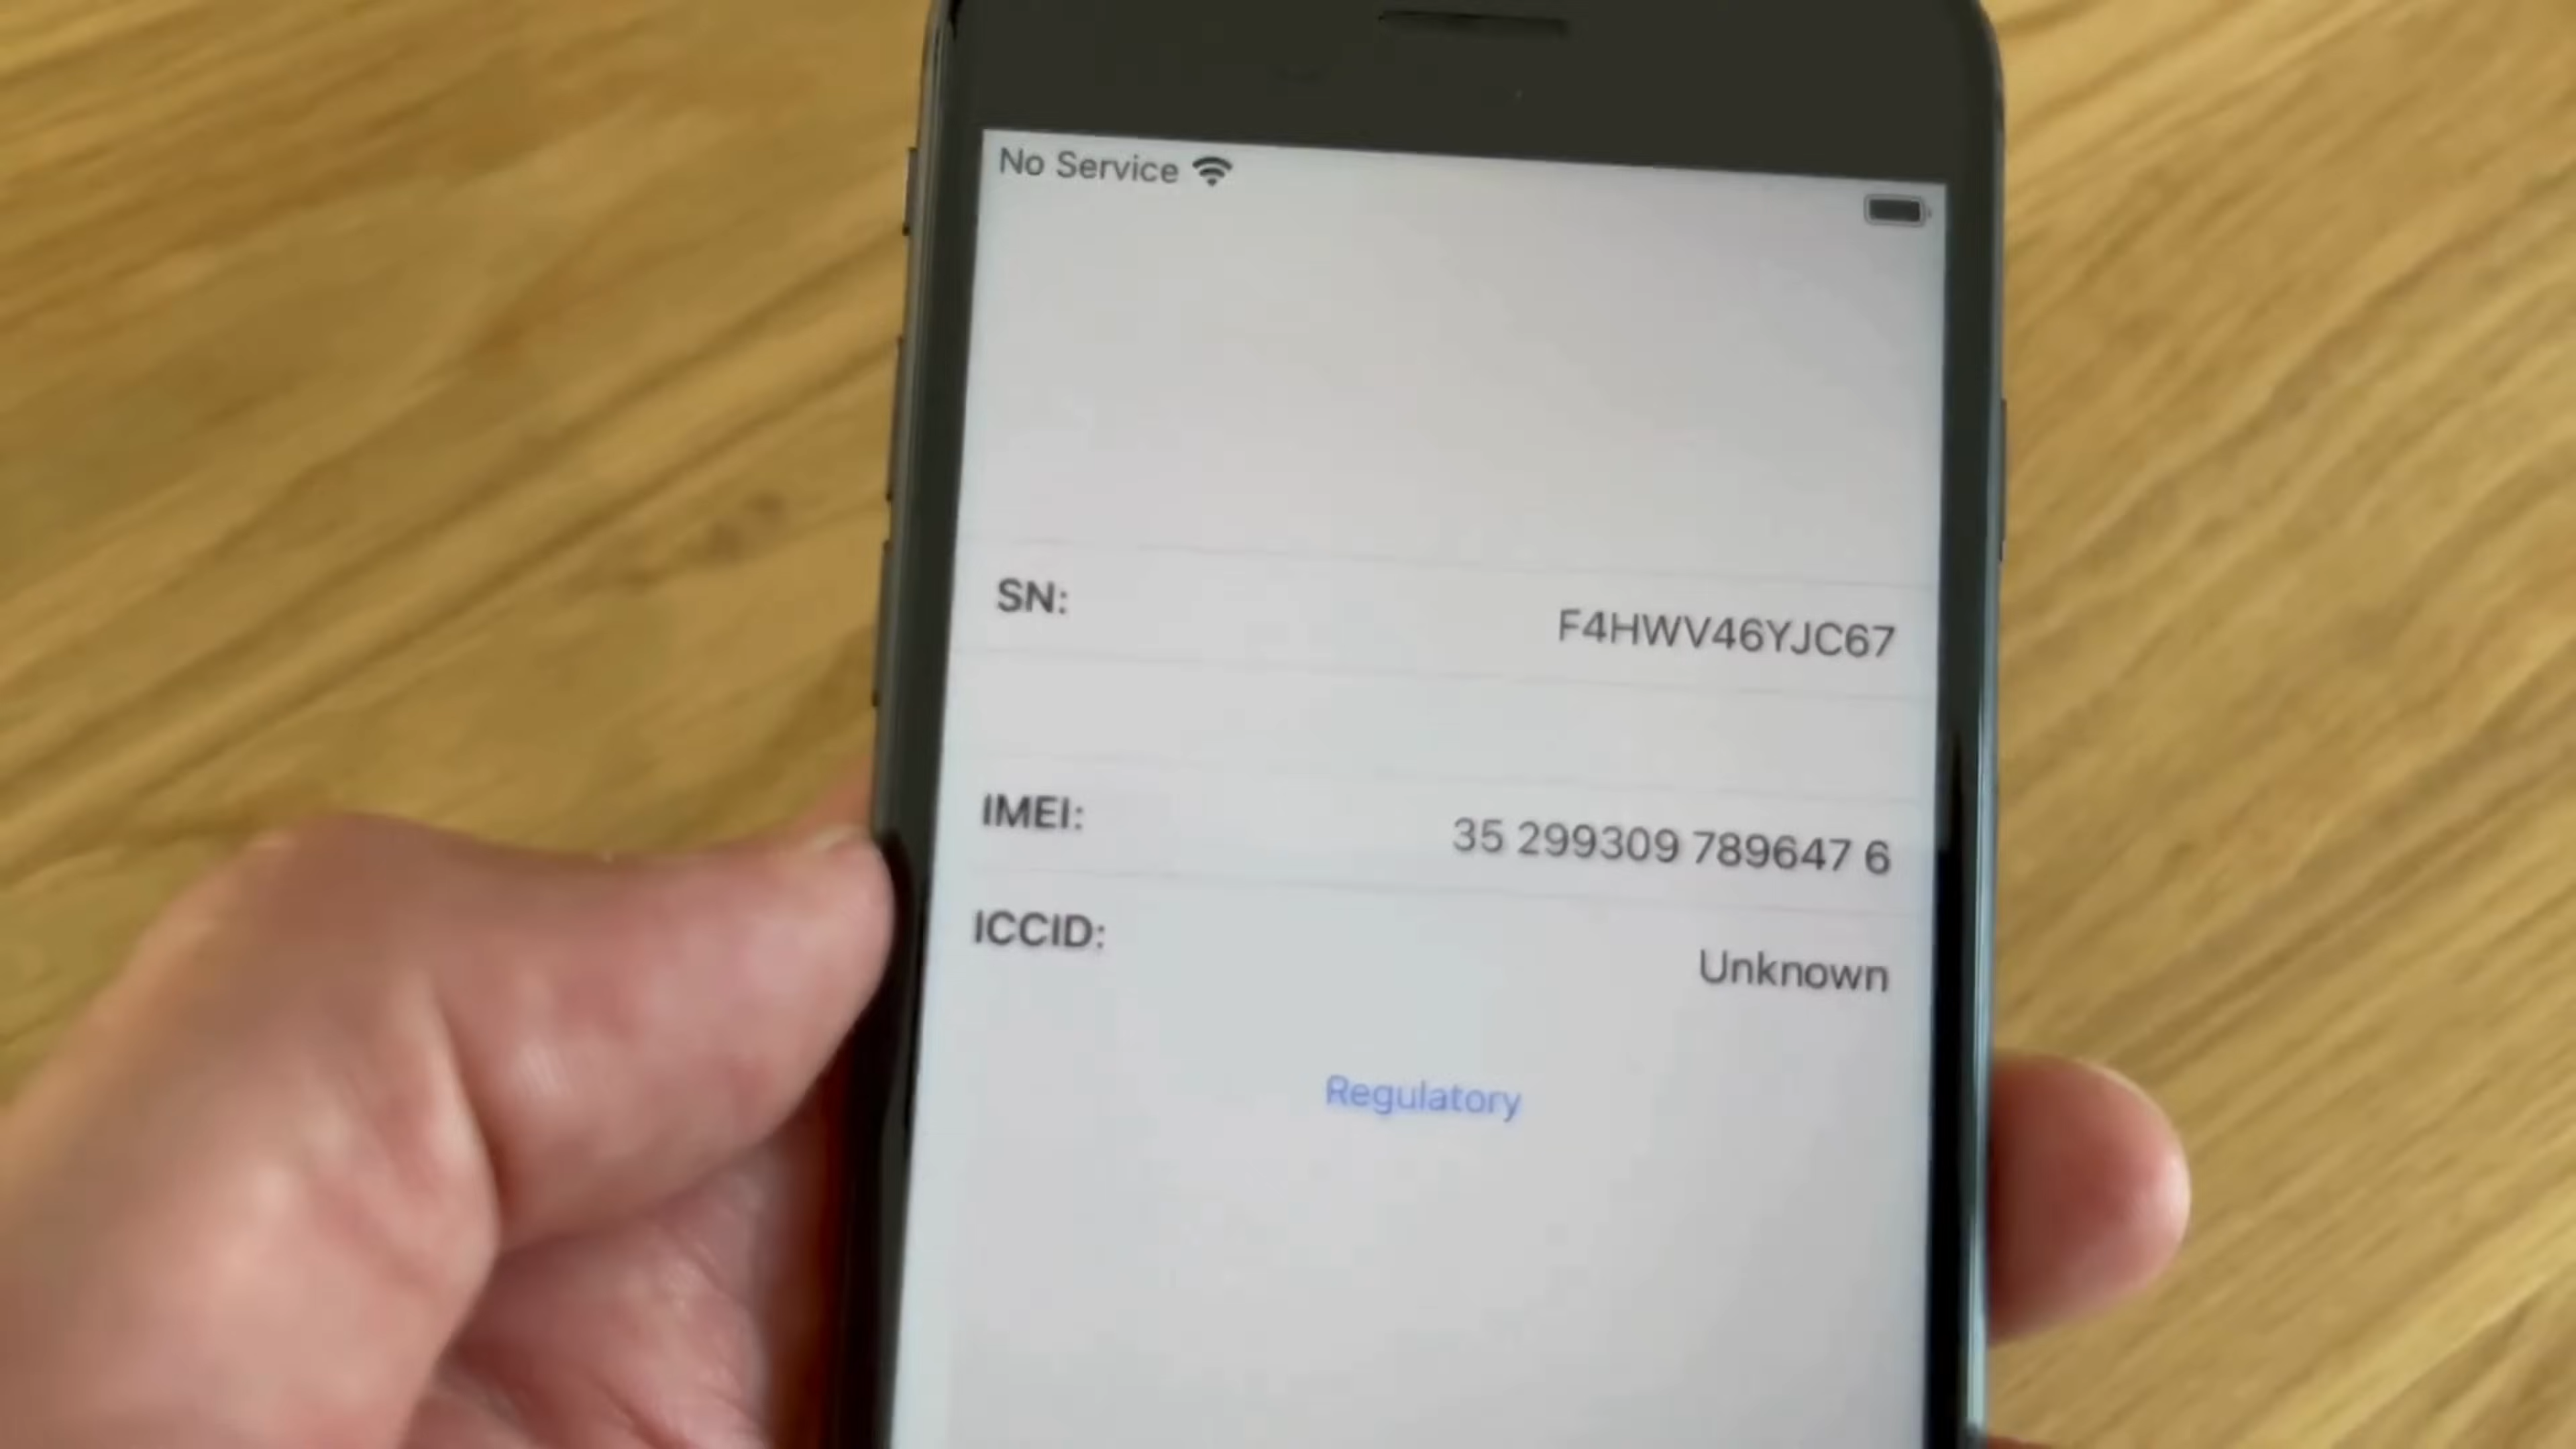 No Service
SN: F4HWV46YJC67
IMEI: 35 299309 789647 6
ICCID: Unknown
Regulatory